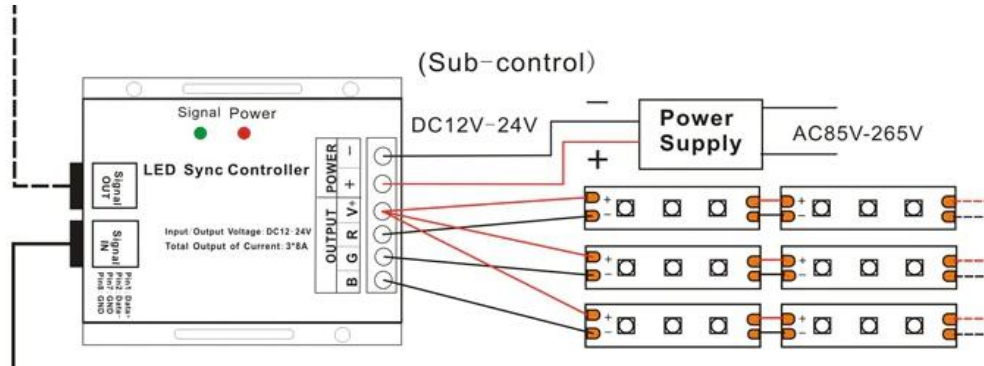 (Sub-control)
Signal Power
DC12V-24V
−
+
Power
Supply
AC85V-265V
LED Sync Controller
Signal
OUT
Signal
IN
Input/Output Voltage: DC12-24V
Total Output of Current: 3*8A
Pin1: Data+
Pin2: Data-
Pin7: GND
Pin8: GND
POWER
− +
OUTPUT
V+ R G B
+
−
+
−
+
−
+
−
+
−
+
−